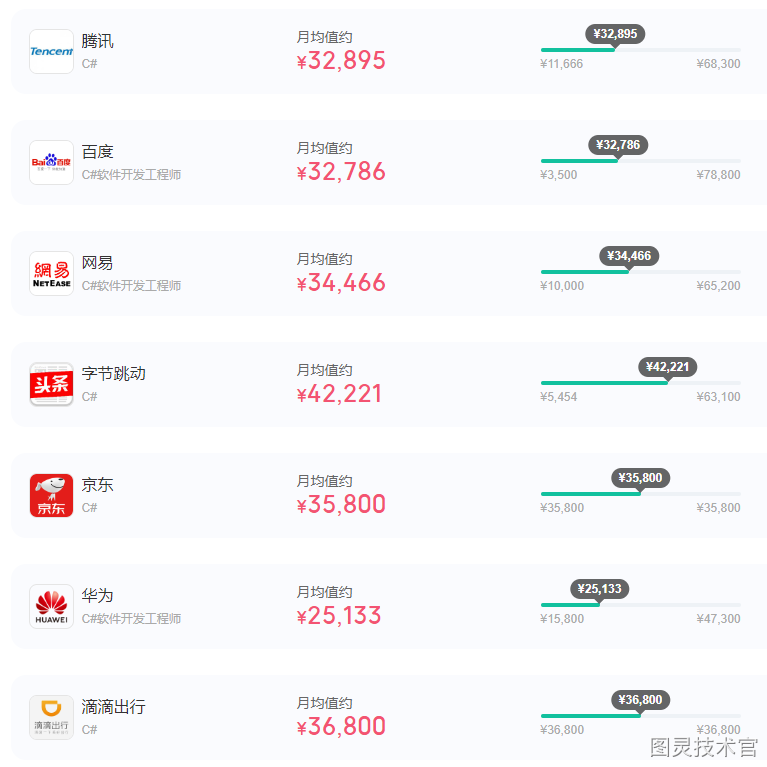 Tencent
腾讯
C#
月均值约
¥32,895
¥32,895
¥11,666
¥68,300
Bai 百度
百度
C#软件开发工程师
月均值约
¥32,786
¥32,786
¥3,500
¥78,800
網易
NETEASE
网易
C#软件开发工程师
月均值约
¥34,466
¥34,466
¥10,000
¥65,200
头条
字节跳动
C#
月均值约
¥42,221
¥42,221
¥5,454
¥63,100
京东
京东
C#
月均值约
¥35,800
¥35,800
¥35,800
¥35,800
HUAWEI
华为
C#软件开发工程师
月均值约
¥25,133
¥25,133
¥15,800
¥47,300
滴滴出行
滴滴出行
C#
月均值约
¥36,800
¥36,800
¥36,800
¥36,800
图灵技术官